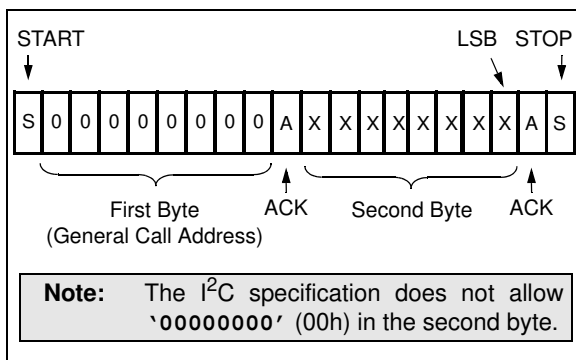 START LSB STOP
S 0 0 0 0 0 0 0 0 A X X X X X X X X A S
First Byte ACK Second Byte ACK
(General Call Address)
Note: The I²C specification does not allow
‘00000000’ (00h) in the second byte.